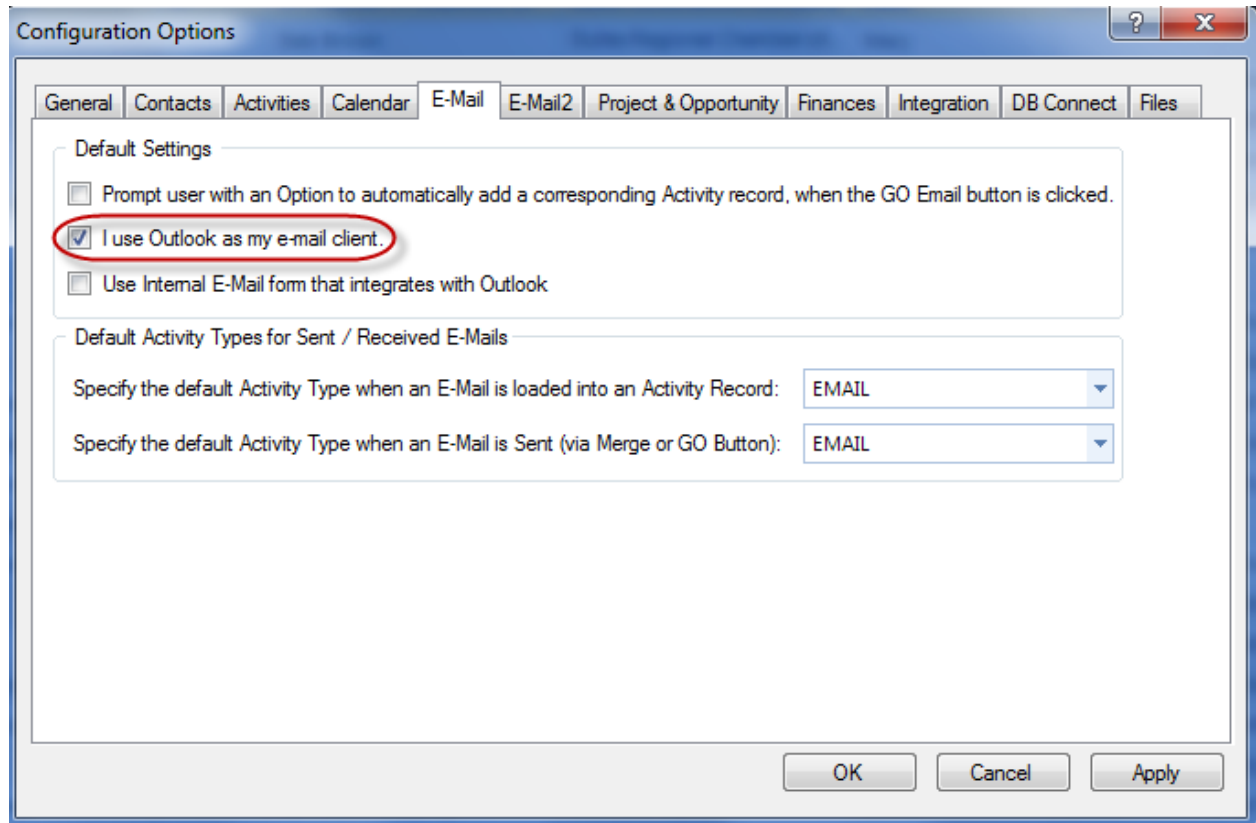 Configuration Options
General Contacts Activities Calendar E-Mail E-Mail2 Project & Opportunity Finances Integration DB Connect Files
Default Settings
Prompt user with an Option to automatically add a corresponding Activity record, when the GO Email button is clicked.
I use Outlook as my e-mail client.
Use Internal E-Mail form that integrates with Outlook
Default Activity Types for Sent / Received E-Mails
Specify the default Activity Type when an E-Mail is loaded into an Activity Record: EMAIL
Specify the default Activity Type when an E-Mail is Sent (via Merge or GO Button): EMAIL
OK Cancel Apply